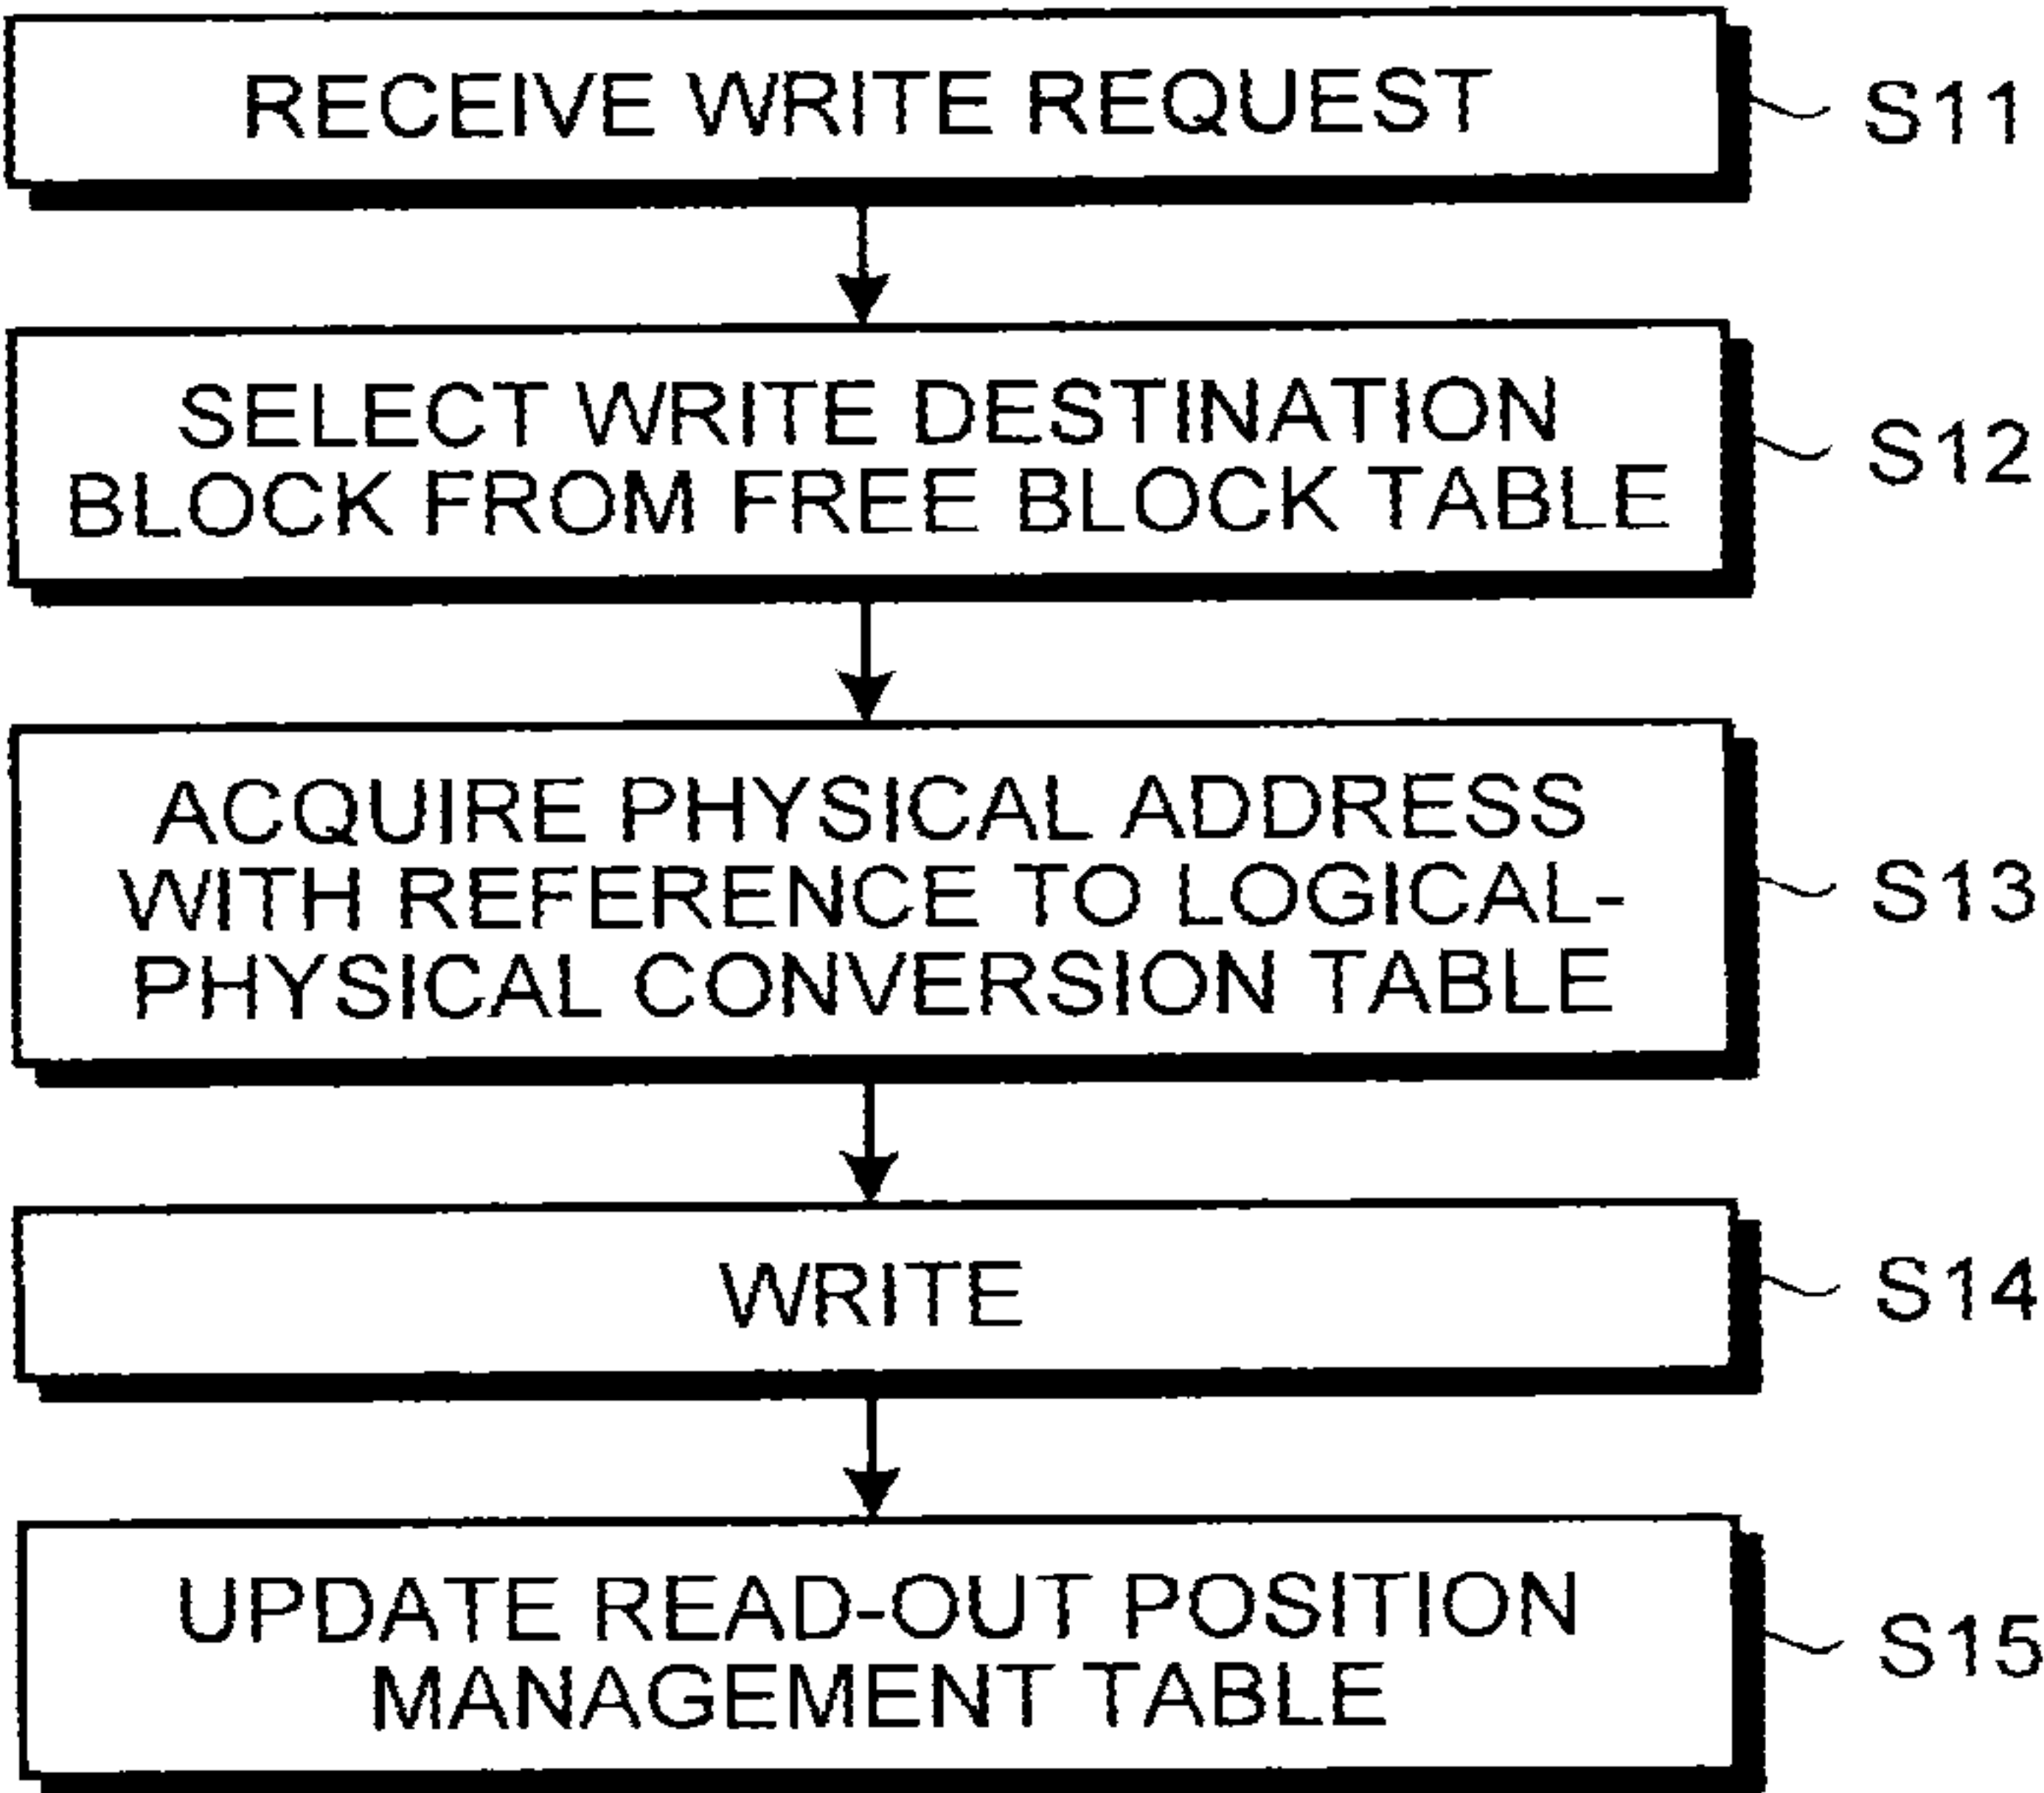 RECEIVE WRITE REQUEST
S11
SELECT WRITE DESTINATION
BLOCK FROM FREE BLOCK TABLE
S12
ACQUIRE PHYSICAL ADDRESS
WITH REFERENCE TO LOGICAL-
PHYSICAL CONVERSION TABLE
S13
WRITE
S14
UPDATE READ-OUT POSITION
MANAGEMENT TABLE
S15